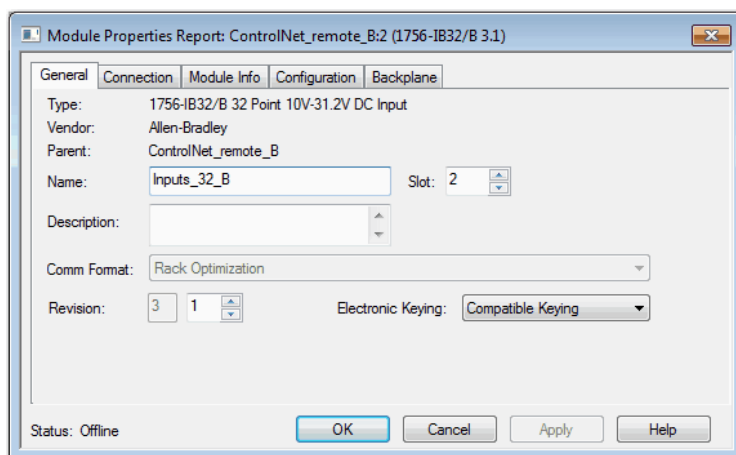 Module Properties Report: ControlNet_remote_B:2 (1756-IB32/B 3.1)
General Connection Module Info Configuration Backplane
Type: 1756-IB32/B 32 Point 10V-31.2V DC Input
Vendor: Allen-Bradley
Parent: ControlNet_remote_B
Name: Inputs_32_B Slot: 2
Description:
Comm Format: Rack Optimization
Revision: 3 1 Electronic Keying: Compatible Keying
Status: Offline OK Cancel Apply Help